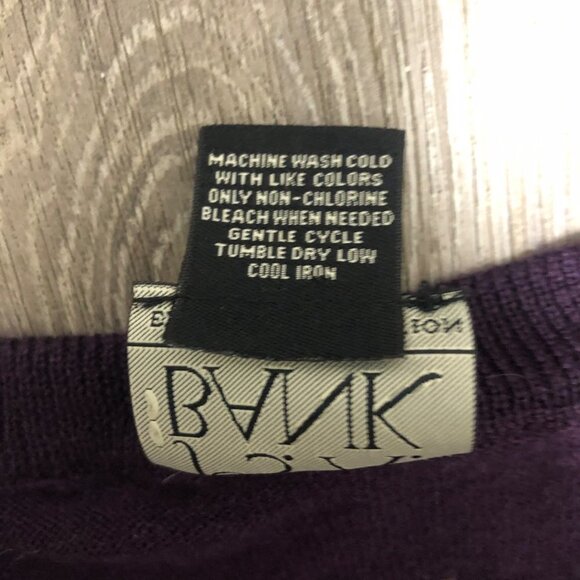 MACHINE WASH COLD
WITH LIKE COLORS
ONLY NON-CHLORINE
BLEACH WHEN NEEDED
GENTLE CYCLE
TUMBLE DRY LOW
COOL IRON
BANK